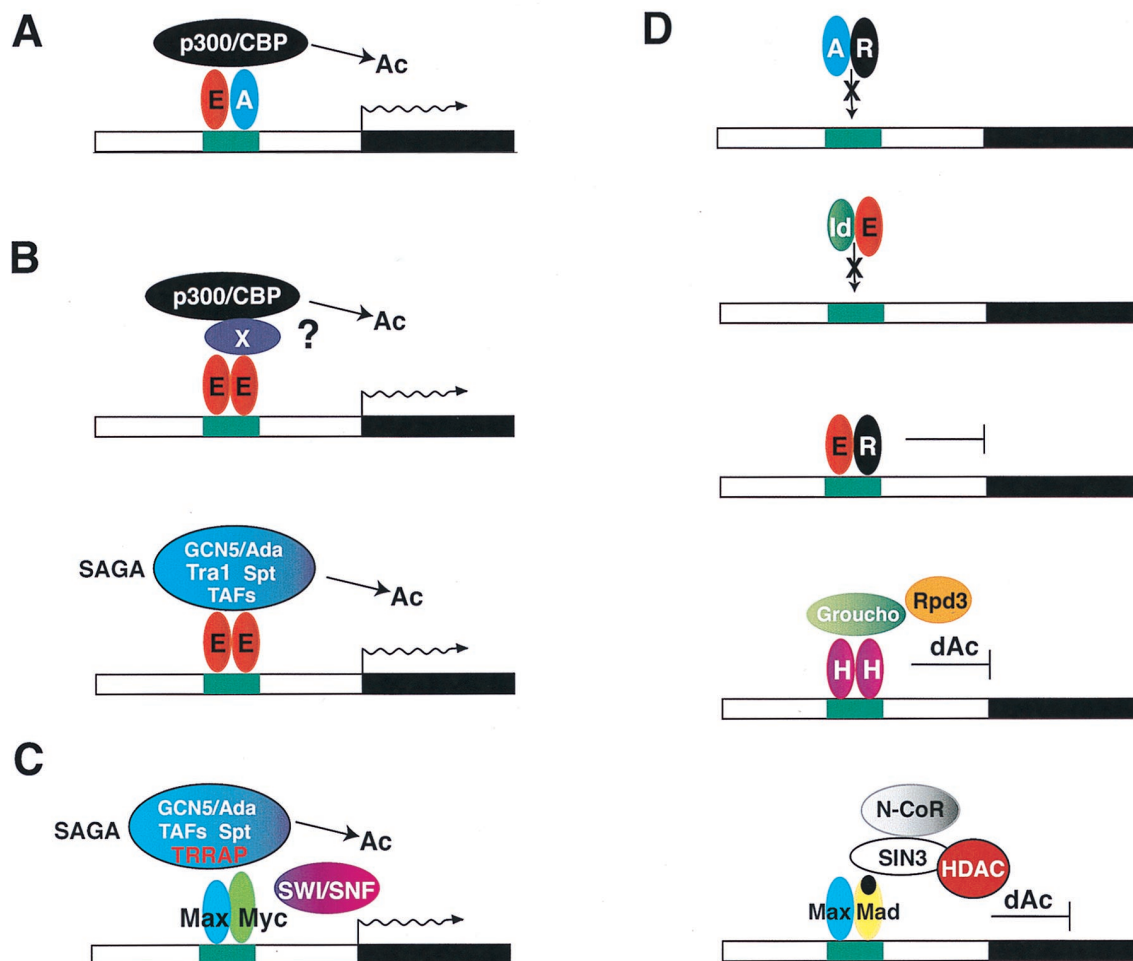 A
p300/CBP
Ac
E A
B
p300/CBP
Ac
X
?
E E
SAGA
GCN5/Ada
Tra1 Spt
TAFs
Ac
E E
C
SAGA
GCN5/Ada
TAFs Spt
TRRAP
Ac
SWI/SNF
Max Myc
D
A R
X
Id E
X
E R
Groucho
Rpd3
dAc
H H
N-CoR
SIN3
HDAC
Max Mad
dAc